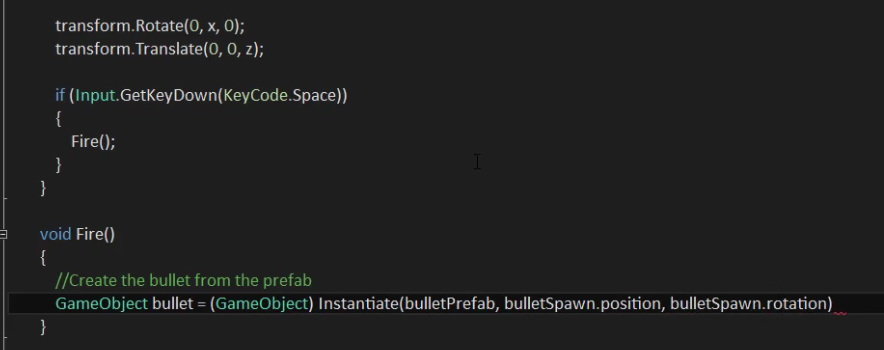 transform.Rotate(0, x, 0);
transform.Translate(0, 0, z);
if (Input.GetKeyDown(KeyCode.Space))
{
Fire();
}
}
void Fire()
{
//Create the bullet from the prefab
GameObject bullet = (GameObject) Instantiate(bulletPrefab, bulletSpawn.position, bulletSpawn.rotation)
}